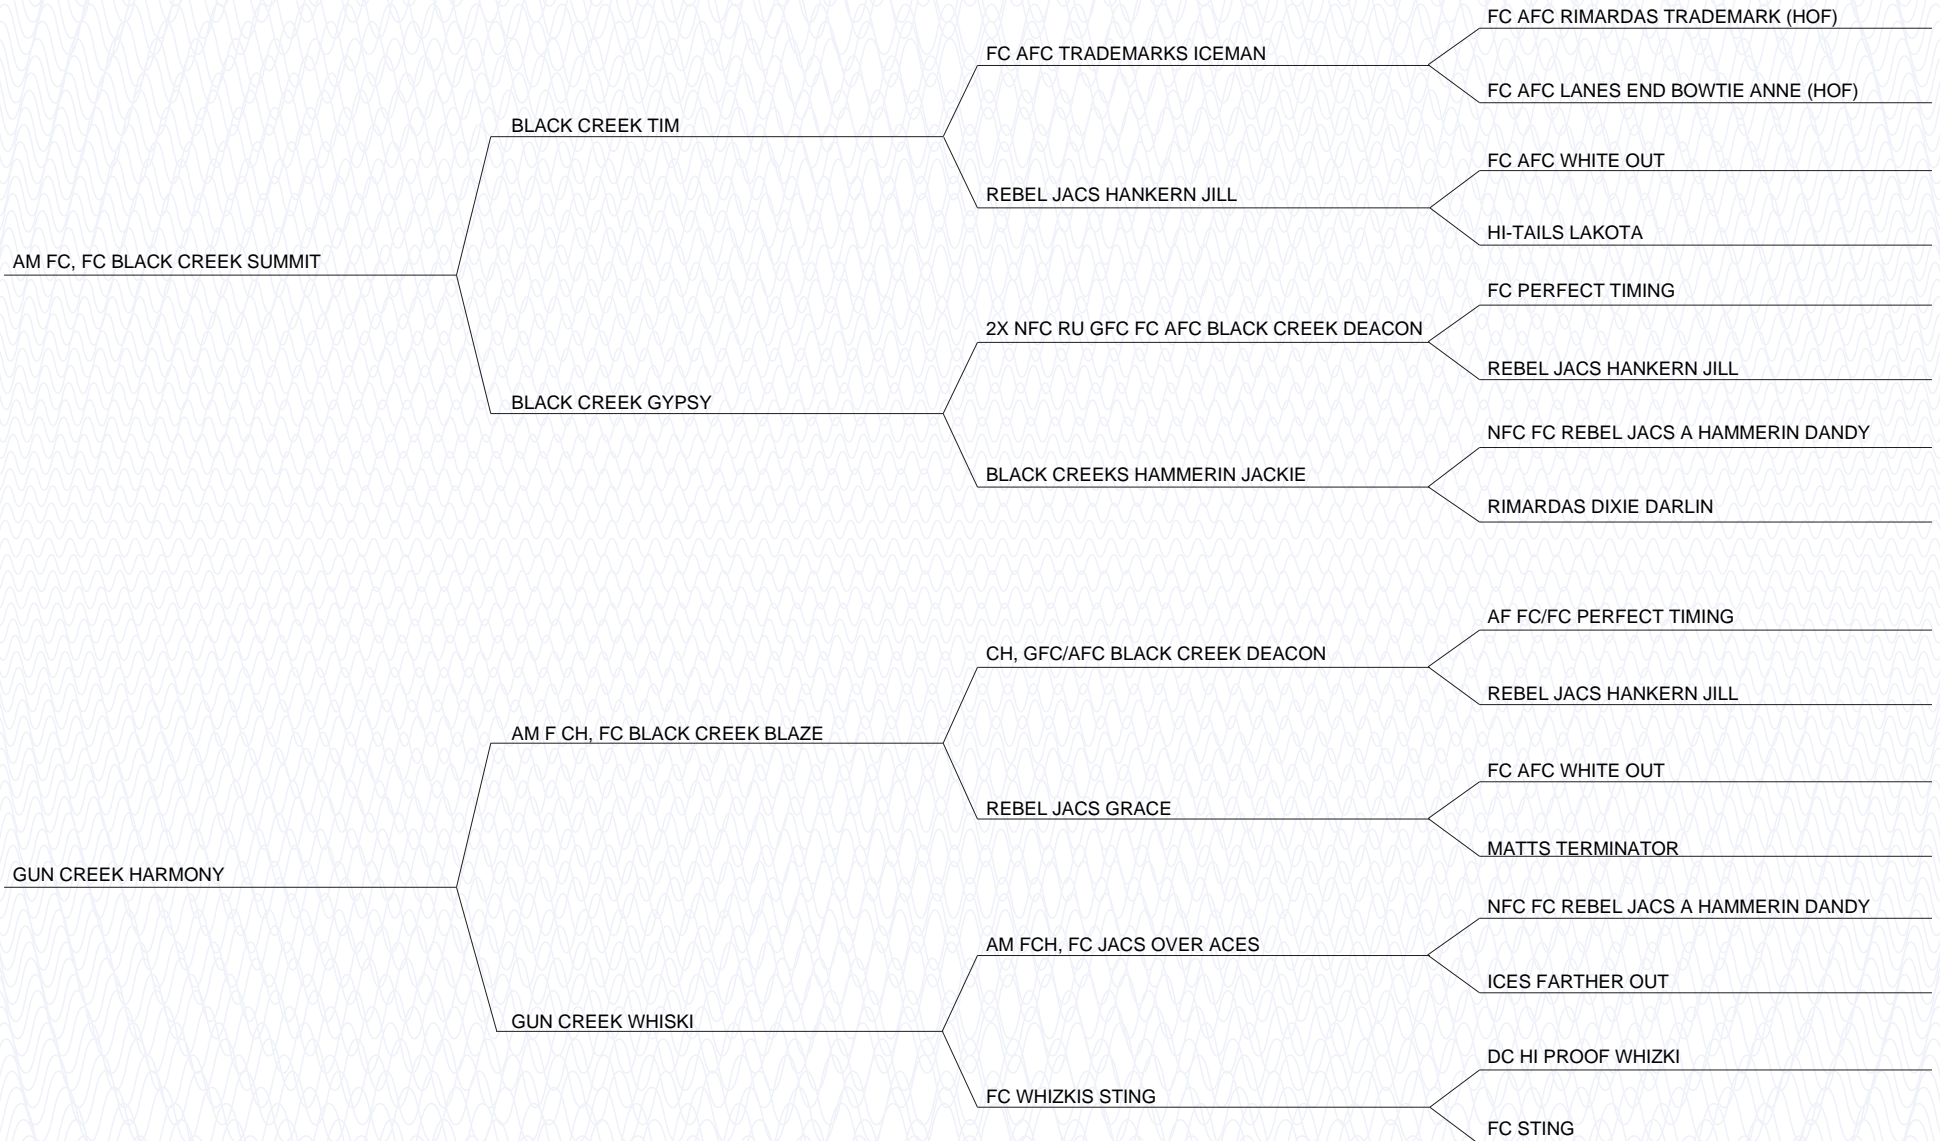 FC AFC RIMARDAS TRADEMARK (HOF)
FC AFC TRADEMARKS ICEMAN
FC AFC LANES END BOWTIE ANNE (HOF)
BLACK CREEK TIM
FC AFC WHITE OUT
REBEL JACS HANKERN JILL
HI-TAILS LAKOTA
AM FC, FC BLACK CREEK SUMMIT
FC PERFECT TIMING
2X NFC RU GFC FC AFC BLACK CREEK DEACON
REBEL JACS HANKERN JILL
BLACK CREEK GYPSY
NFC FC REBEL JACS A HAMMERIN DANDY
BLACK CREEKS HAMMERIN JACKIE
RIMARDAS DIXIE DARLIN
AF FC/FC PERFECT TIMING
CH, GFC/AFC BLACK CREEK DEACON
REBEL JACS HANKERN JILL
AM F CH, FC BLACK CREEK BLAZE
FC AFC WHITE OUT
REBEL JACS GRACE
MATTS TERMINATOR
GUN CREEK HARMONY
NFC FC REBEL JACS A HAMMERIN DANDY
AM FCH, FC JACS OVER ACES
ICES FARTHER OUT
GUN CREEK WHISKI
DC HI PROOF WHIZKI
FC WHIZKIS STING
FC STING